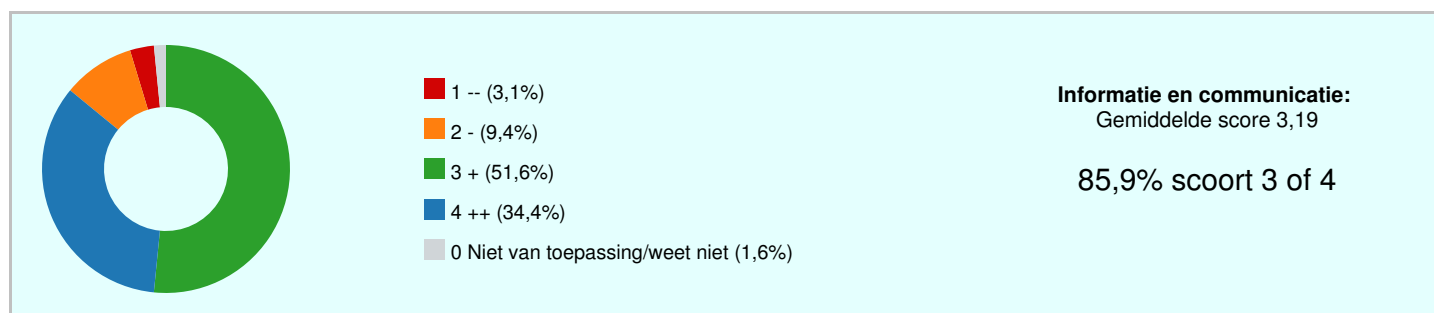 1 -- (3,1%)
2 - (9,4%)
3 + (51,6%)
4 ++ (34,4%)
0 Niet van toepassing/weet niet (1,6%)
Informatie en communicatie:
Gemiddelde score 3,19
85,9% scoort 3 of 4